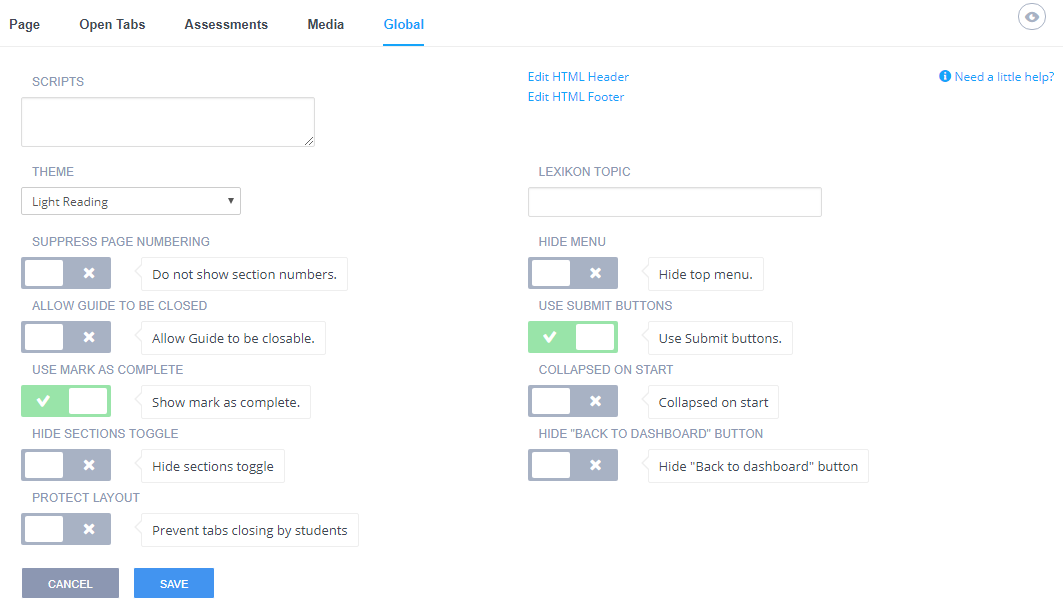 Page Open Tabs Assessments Media Global
SCRIPTS
Edit HTML Header
Edit HTML Footer
Need a little help?
THEME
Light Reading
LEXIKON TOPIC
SUPPRESS PAGE NUMBERING
Do not show section numbers.
HIDE MENU
Hide top menu.
ALLOW GUIDE TO BE CLOSED
Allow Guide to be closable.
USE SUBMIT BUTTONS
Use Submit buttons.
USE MARK AS COMPLETE
Show mark as complete.
COLLAPSED ON START
Collapsed on start
HIDE SECTIONS TOGGLE
Hide sections toggle
HIDE "BACK TO DASHBOARD" BUTTON
Hide "Back to dashboard" button
PROTECT LAYOUT
Prevent tabs closing by students
CANCEL SAVE